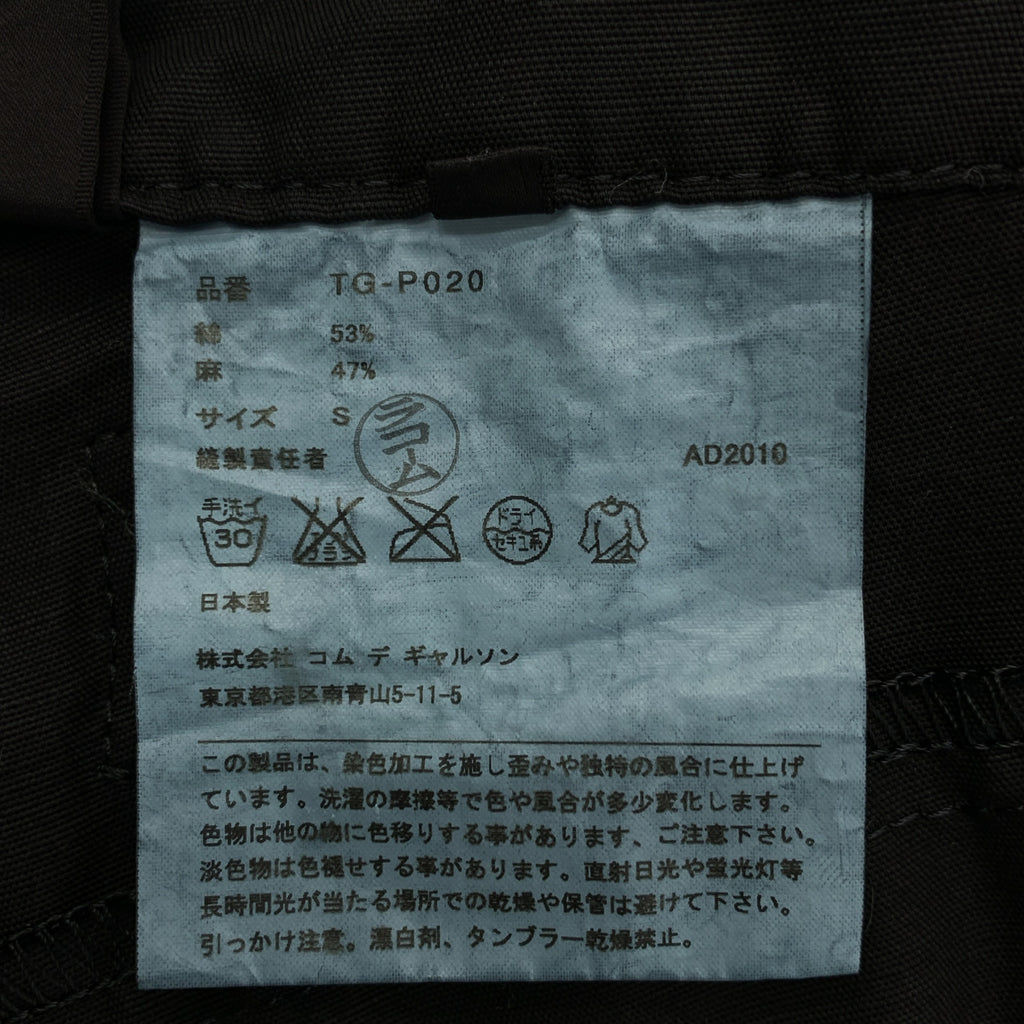 品番 TG-P020
綿 53%
麻 47%
サイズ S
縫製責任者 コーム AD2010
手洗イ 30 エンソサラシ ドライ セキユ系
日本製
株式会社 コム デ ギャルソン
東京都港区南青山5-11-5
この製品は、染色加工を施し歪みや独特の風合に仕上げ
ています。洗濯の摩擦等で色や風合が多少変化します。
色物は他の物に色移りする事があります、ご注意下さい。
淡色物は色褪せする事があります。直射日光や蛍光灯等
長時間光が当たる場所での乾燥や保管は避けて下さい。
引っかけ注意。漂白剤、タンブラー乾燥禁止。